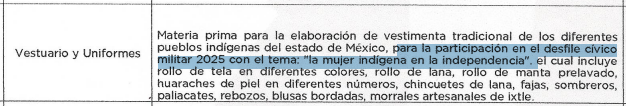 Materia prima para la elaboración de vestimenta tradicional de los diferentes
pueblos indígenas del estado de México, para la participación en el desfile cívico
militar 2025 con el tema: "la mujer indígena en la independencia". el cual incluye
Vestuario y Uniformes
rollo de tela en diferentes colores, rollo de lana, rollo de manta prelavado,
huaraches de piel en diferentes números, chincuetes de lana, fajas, sombreros,
paliacates, rebozos, blusas bordadas, morrales artesanales de ixtle.